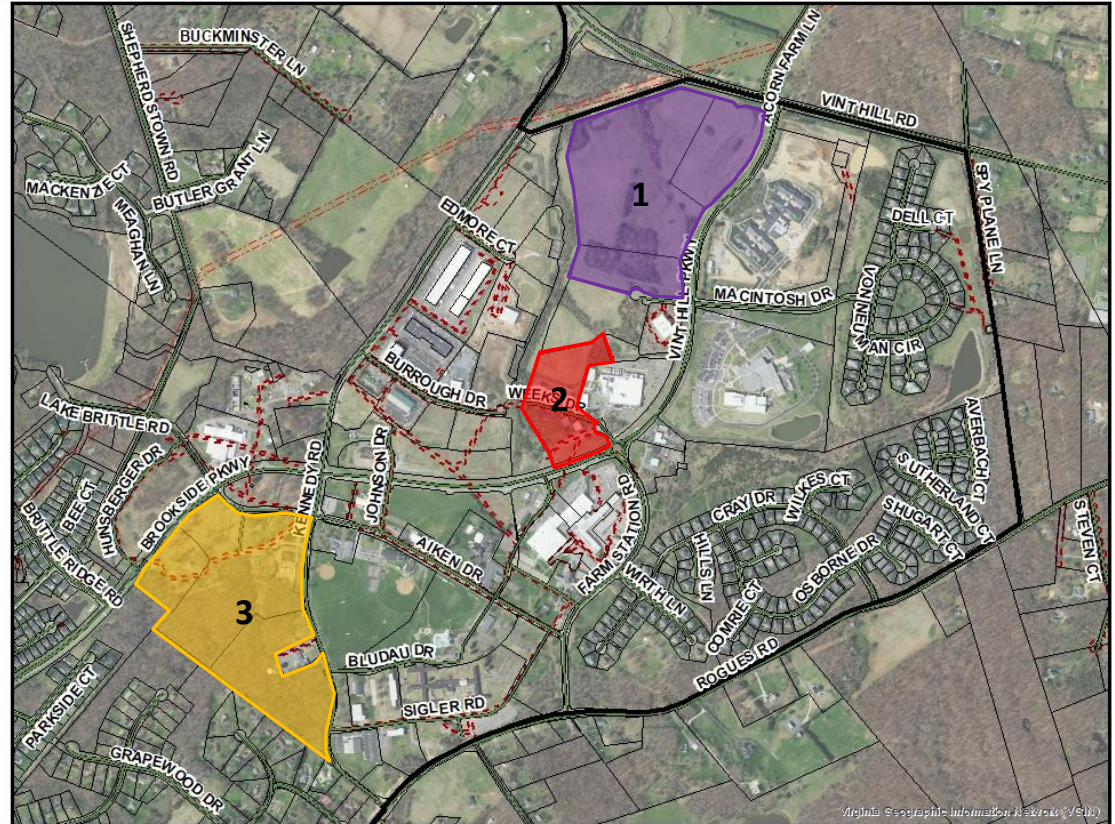 BUCKMINSTER LN
SHEPHERDSTOWN RD
ACORN FARM LN
VINT HILL RD
MACKENZIE CT
BUTLER GRANT LN
MEAGHAN LN
EDMORE CT
1
SPY PLANE LN
DELL CT
VON NEUMAN CIR
MACINTOSH DR
VINT HILL PKWY
BURROUGH DR
WEEKS DR
2
LAKE BRITTLE RD
HUNSBERGER DR
BEE CT
BRITTLE RIDGE RD
BROOKSIDE PKWY
KENNEDY RD
JOHNSON DR
AVERBACH CT
SUTHERLAND CT
SHUGART CT
CRAY DR
WILKES CT
STEVEN CT
AIKEN DR
FARM STATION RD
WIRTH LN
HILLS LN
COMRIE CT
OSBORNE DR
3
BLUDAU DR
ROGUES RD
SIGLER RD
PARKSIDE CT
GRAPEWOOD DR
Virginia Geographic Information Network (VGIN)